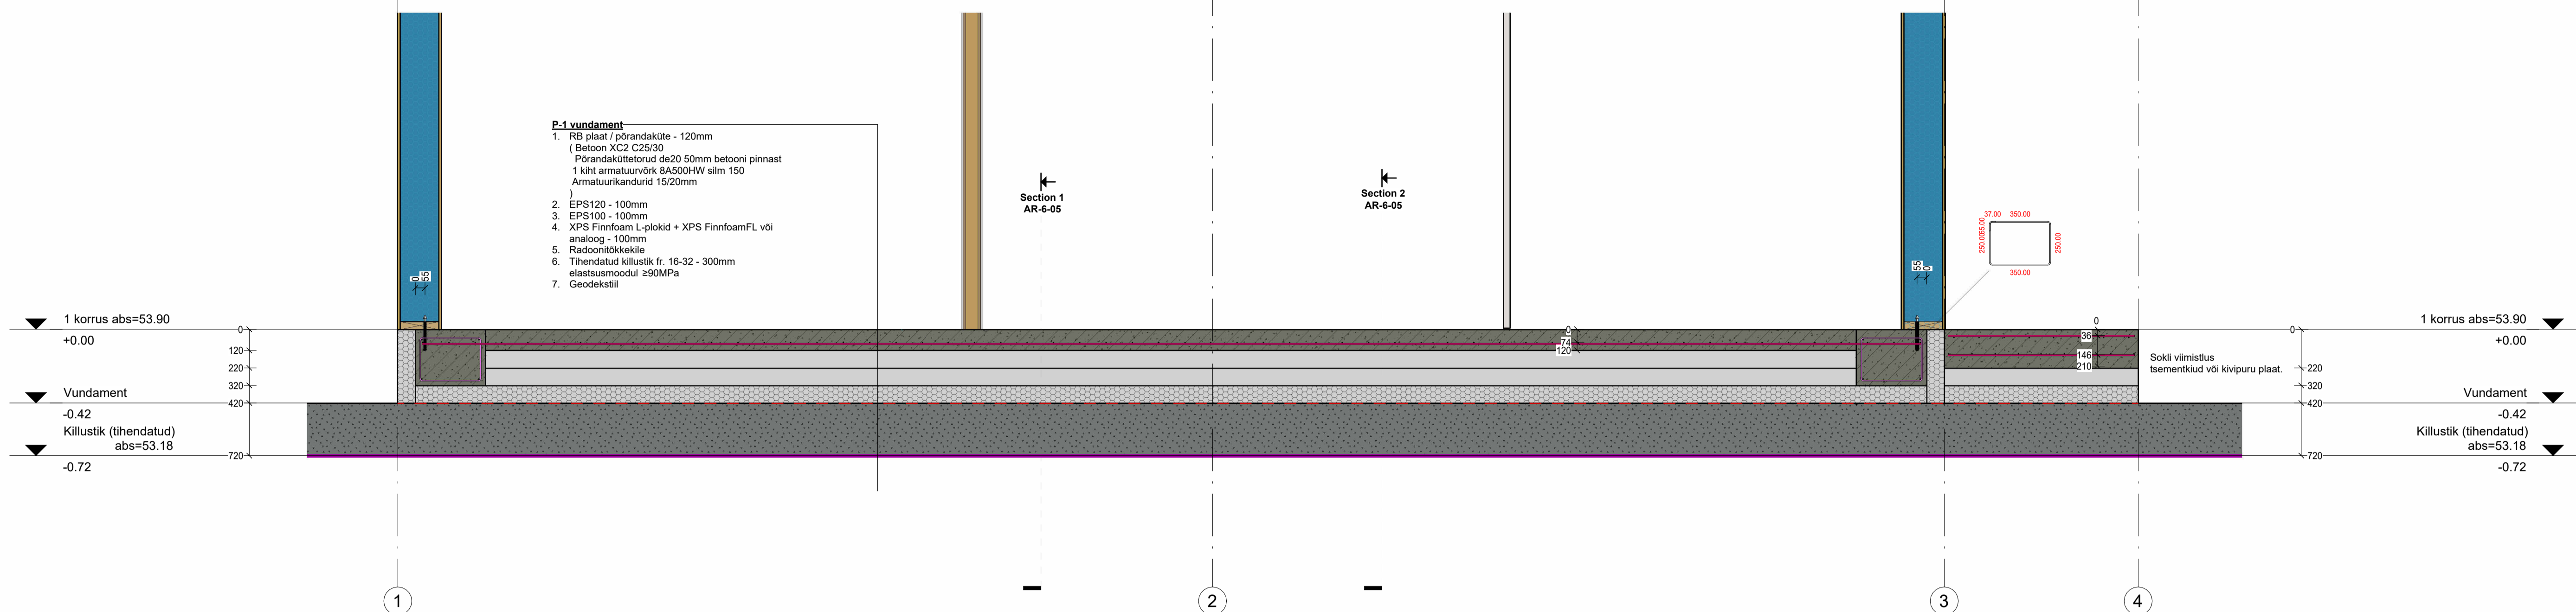 P-1 vundament
1. RB plaat / põrandaküte - 120mm
( Betoon XC2 C25/30
Põrandaküttetorud de20 50mm betooni pinnast
1 kiht armatuurvõrk 8A500HW silm 150
Armatuurikandurid 15/20mm
)
2. EPS120 - 100mm
3. EPS100 - 100mm
4. XPS Finnfoam L-plokid + XPS FinnfoamFL või
analoog - 100mm
5. Radoonitõkkekile
6. Tihendatud killustik fr. 16-32 - 300mm
elastsusmoodul ≥90MPa
7. Geodekstiil
Section 1
AR-6-05
Section 2
AR-6-05
37.00 350.00
55.00
250.00
250.00
350.00
0
55
55
0
1 korrus abs=53.90
+0.00
Vundament
-0.42
Killustik (tihendatud)
abs=53.18
-0.72
0
120
220
320
420
720
0
74
120
0
36
146
210
Sokli viimistlus
tsementkiud või kivipuru plaat.
0
220
320
420
720
1 korrus abs=53.90
+0.00
Vundament
-0.42
Killustik (tihendatud)
abs=53.18
-0.72
1
2
3
4